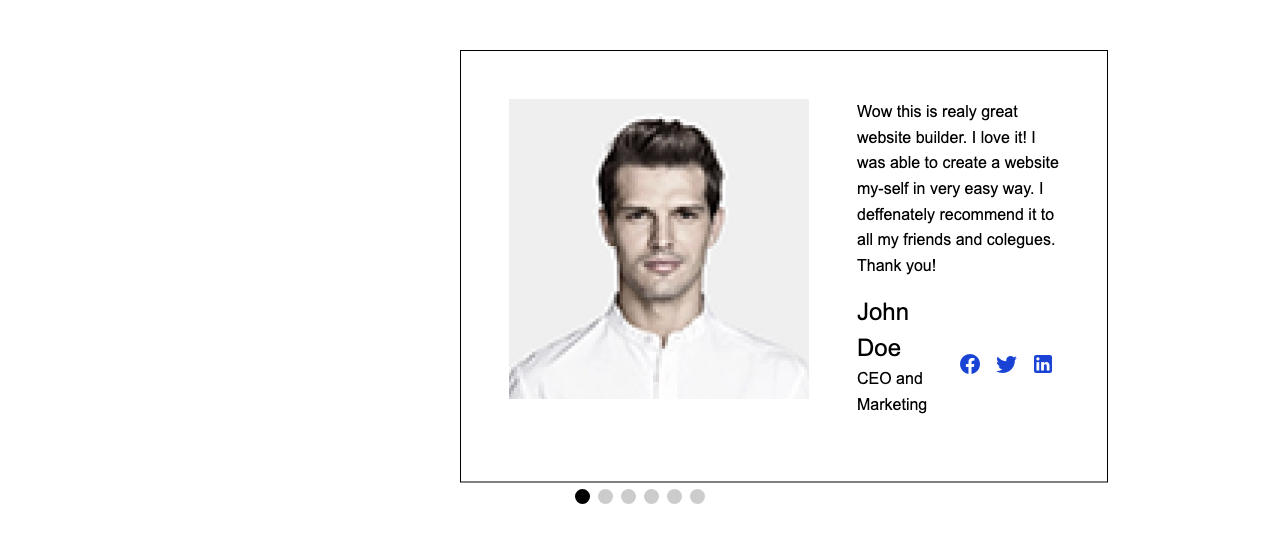 Wow this is realy great
website builder. I love it! I
was able to create a website
my-self in very easy way. I
deffenately recommend it to
all my friends and colegues.
Thank you!
John
Doe
CEO and
Marketing